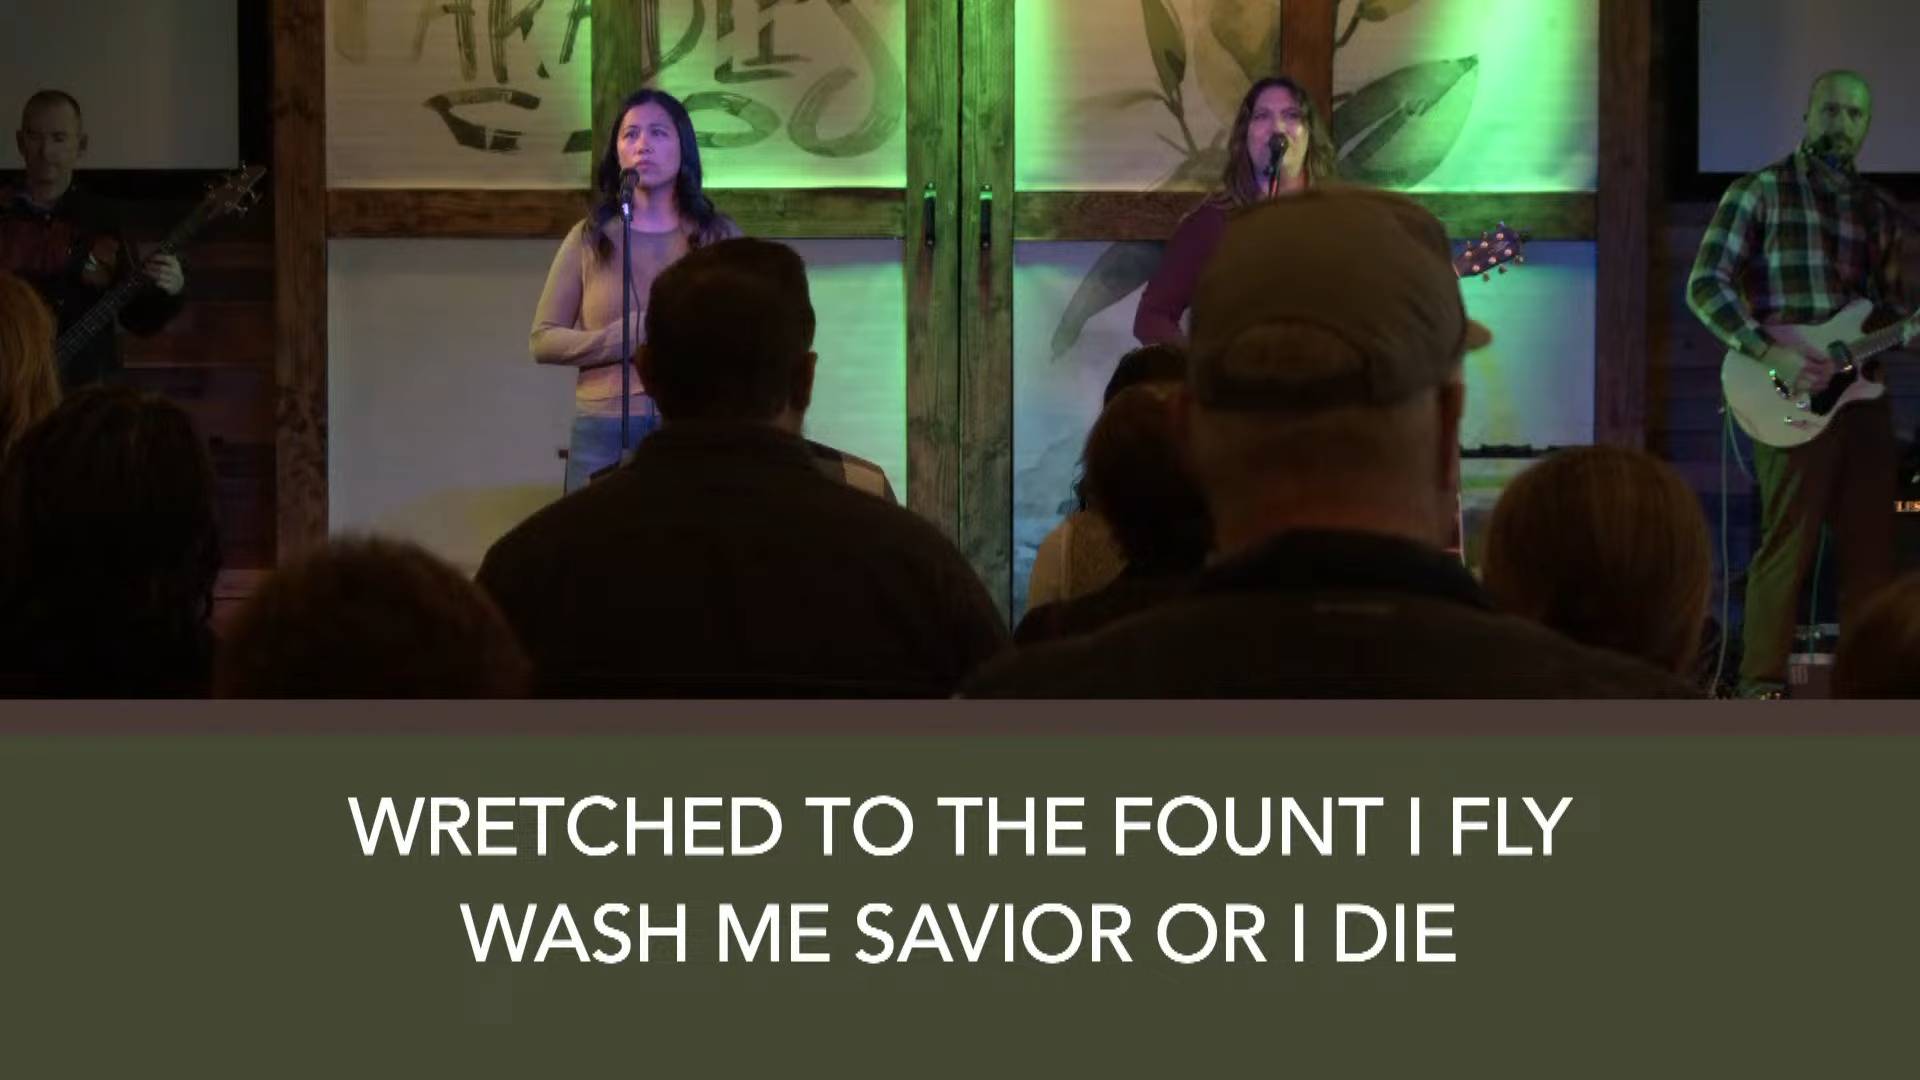 WRETCHED TO THE FOUNT I FLY
WASH ME SAVIOR OR I DIE